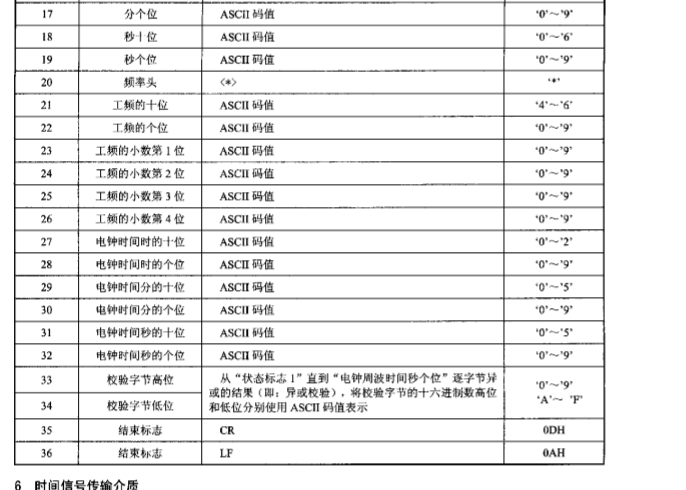 17 分个位 ASCII 码值 ‘0’～‘9’
18 秒十位 ASCII 码值 ‘0’～‘6’
19 秒个位 ASCII 码值 ‘0’～‘9’
20 频率头 〈*〉 ‘*’
21 工频的十位 ASCII 码值 ‘4’～‘6’
22 工频的个位 ASCII 码值 ‘0’～‘9’
23 工频的小数第 1 位 ASCII 码值 ‘0’～‘9’
24 工频的小数第 2 位 ASCII 码值 ‘0’～‘9’
25 工频的小数第 3 位 ASCII 码值 ‘0’～‘9’
26 工频的小数第 4 位 ASCII 码值 ‘0’～‘9’
27 电钟时间时的十位 ASCII 码值 ‘0’～‘2’
28 电钟时间时的个位 ASCII 码值 ‘0’～‘9’
29 电钟时间分的十位 ASCII 码值 ‘0’～‘5’
30 电钟时间分的个位 ASCII 码值 ‘0’～‘9’
31 电钟时间秒的十位 ASCII 码值 ‘0’～‘5’
32 电钟时间秒的个位 ASCII 码值 ‘0’～‘9’
33 校验字节高位
34 校验字节低位
从“状态标志 1”直到“电钟周波时间秒个位”逐字节异
或的结果（即：异或校验），将校验字节的十六进制数高位
和低位分别使用 ASCII 码值表示
‘0’～‘9’
‘A’～ ‘F’
35 结束标志 CR 0DH
36 结束标志 LF 0AH
6 时间信号传输介质